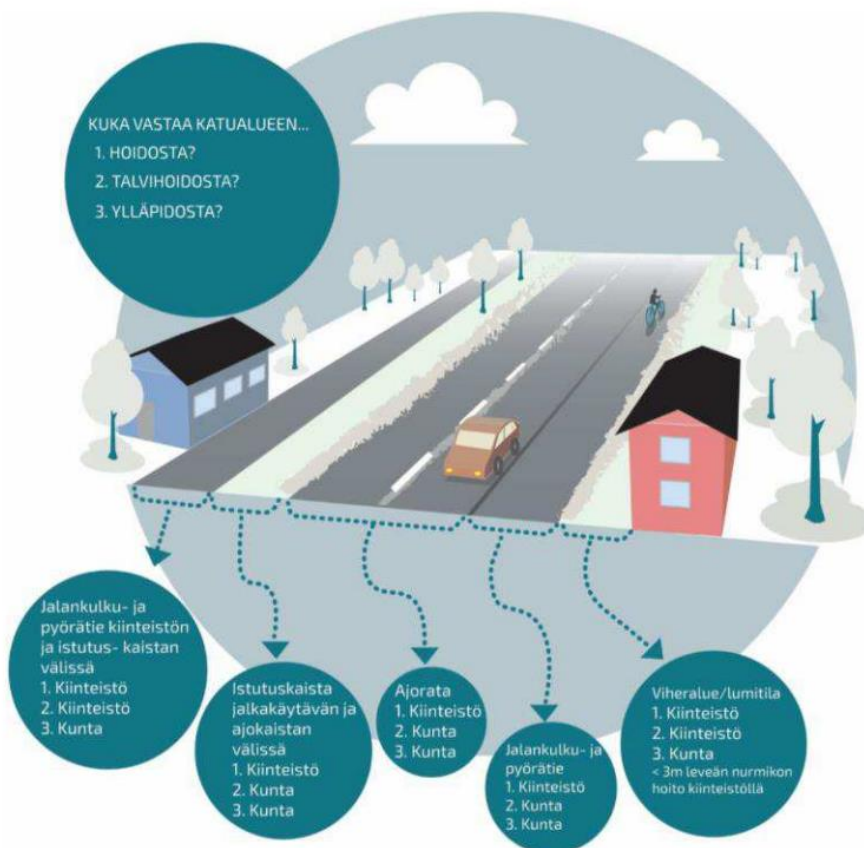 KUKA VASTAA KATUALUEEN...
1. HOIDOSTA?
2. TALVIHOIDOSTA?
3. YLLÄPIDOSTA?
Jalankulku- ja
pyörätie kiinteistön
ja istutus- kaistan
välissä
1. Kiinteistö
2. Kiinteistö
3. Kunta
Istutuskaista
jalkakäytävän ja
ajokaistan
välissä
1. Kiinteistö
2. Kunta
3. Kunta
Ajorata
1. Kiinteistö
2. Kunta
3. Kunta
Jalankulku- ja
pyörätie
1. Kiinteistö
2. Kunta
3. Kunta
Viheralue/lumitila
1. Kiinteistö
2. Kiinteistö
3. Kunta
< 3m leveän nurmikon
hoito kiinteistöllä